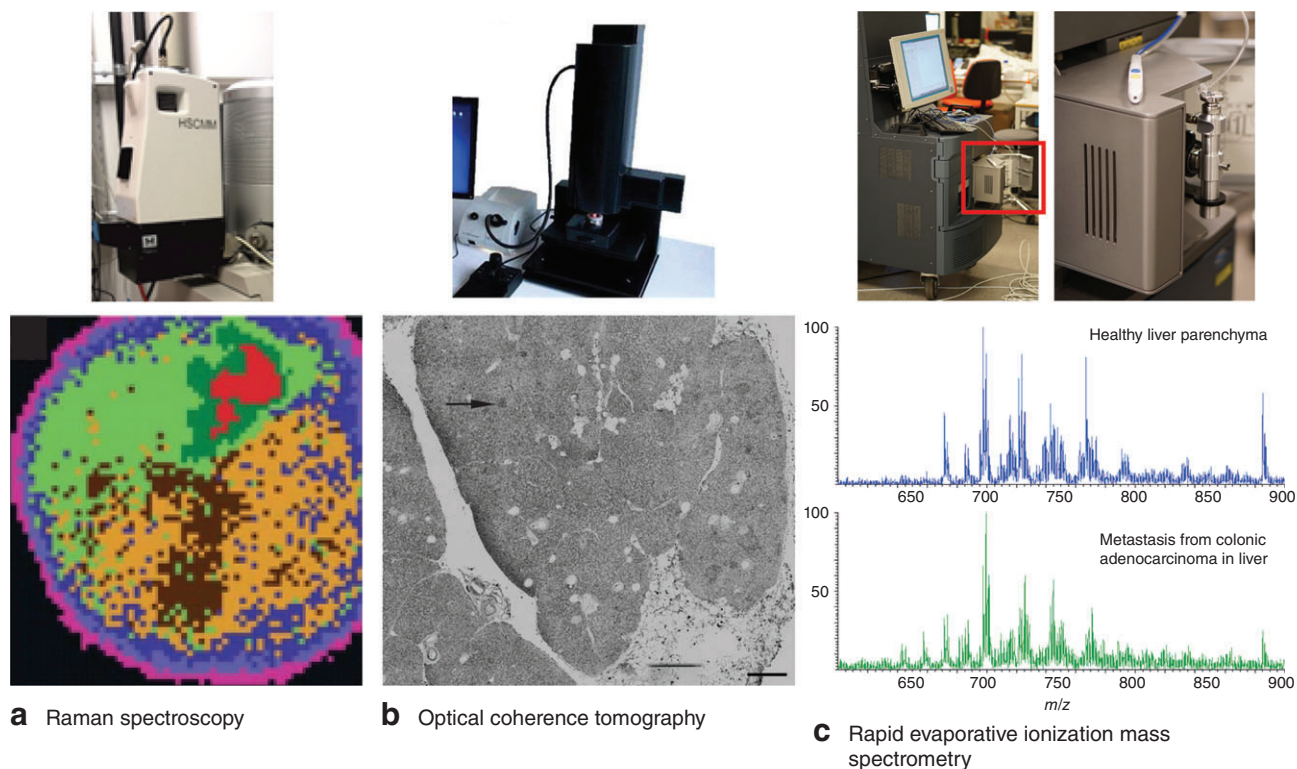 HSCMM
100
Healthy liver parenchyma
50
650 700 750 800 850 900
100
Metastasis from colonic
adenocarcinoma in liver
50
650 700 750 800 850 900
m/z
a Raman spectroscopy
b Optical coherence tomography
c Rapid evaporative ionization mass
spectrometry